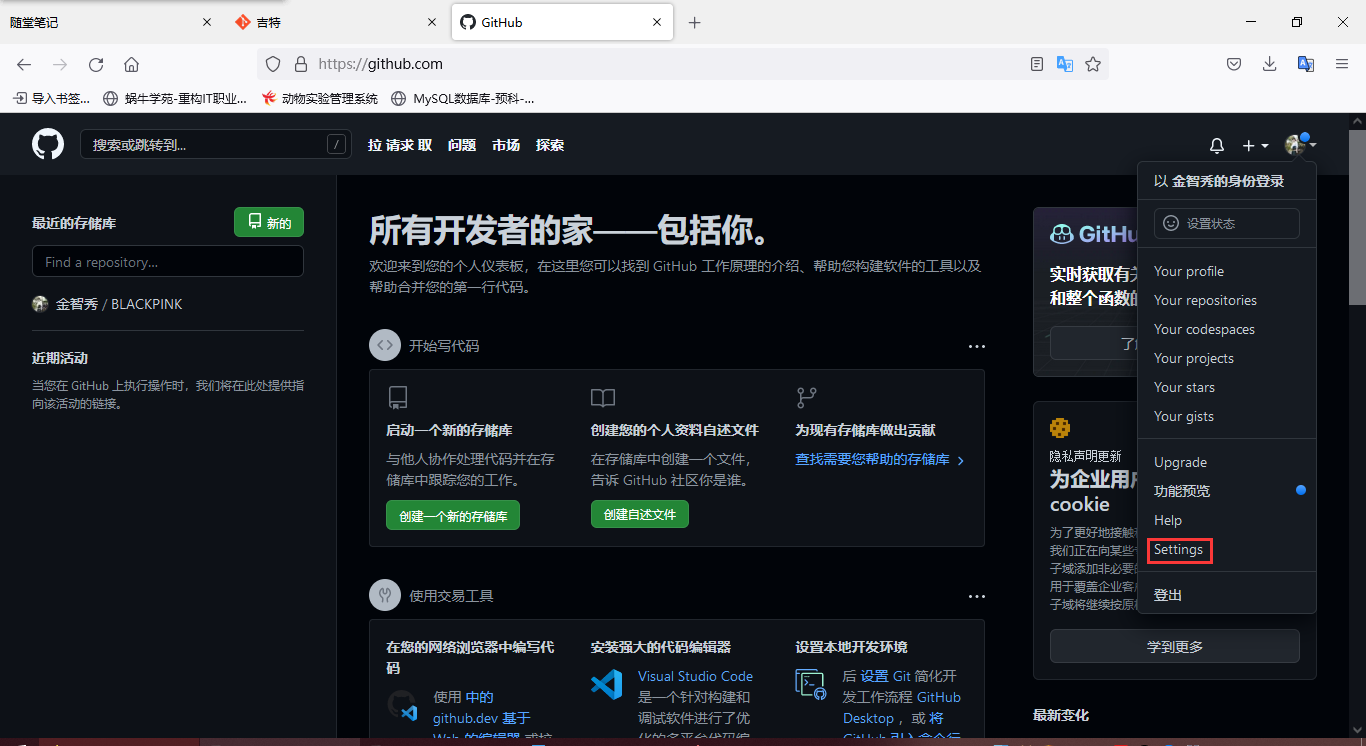 随堂笔记
吉特
GitHub
https://github.com
导入书签...
蜗牛学苑-重构IT职业...
动物实验管理系统
MySQL数据库-预科-...
搜索或跳转到...
/
拉 请求 取
问题
市场
探索
最近的存储库
新的
Find a repository...
金智秀 / BLACKPINK
近期活动
当您在 GitHub 上执行操作时，我们将在此处提供指
向该活动的链接。
所有开发者的家——包括你。
欢迎来到您的个人仪表板，在这里您可以找到 GitHub 工作原理的介绍、帮助您构建软件的工具以及
帮助合并您的第一行代码。
开始写代码
启动一个新的存储库
与他人协作处理代码并在存
储库中跟踪您的工作。
创建一个新的存储库
创建您的个人资料自述文件
在存储库中创建一个文件，
告诉 GitHub 社区你是谁。
创建自述文件
为现有存储库做出贡献
查找需要您帮助的存储库
使用交易工具
在您的网络浏览器中编写代
码
使用 中的
github.dev 基于
Web 的编辑器 或按
安装强大的代码编辑器
Visual Studio Code
是一个针对构建和
调试软件进行了优
化的多平台代码编
设置本地开发环境
后 设置 Git 简化开
发工作流程 GitHub
Desktop ，或 将
GitHub 引入命令行
GitHu
实时获取有关
和整个函数的
了解
隐私声明更新
为企业用户
cookie
为了更好地接触
我们正在向某些
子域添加非必要的
用于覆盖企业客户
子域将继续按原样
学到更多
最新变化
以 金智秀的身份登录
设置状态
Your profile
Your repositories
Your codespaces
Your projects
Your stars
Your gists
Upgrade
功能预览
Help
Settings
登出